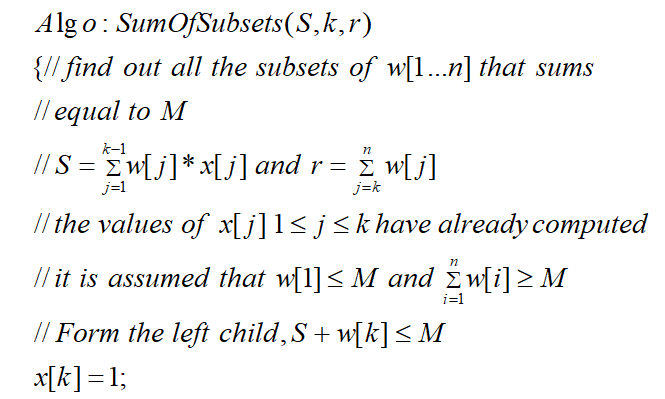 Algo: SumOfSubsets(S,k,r)
{// find out all the subsets of w[1...n] that sums
// equal to M
// S = Σ_{j=1}^{k-1} w[j]* x[j] and r = Σ_{j=k}^{n} w[j]
// the values of x[j] 1 ≤ j ≤ k have already computed
// it is assumed that w[1] ≤ M and Σ_{i=1}^{n} w[i] ≥ M
// Form the left child, S + w[k] ≤ M
x[k] = 1;